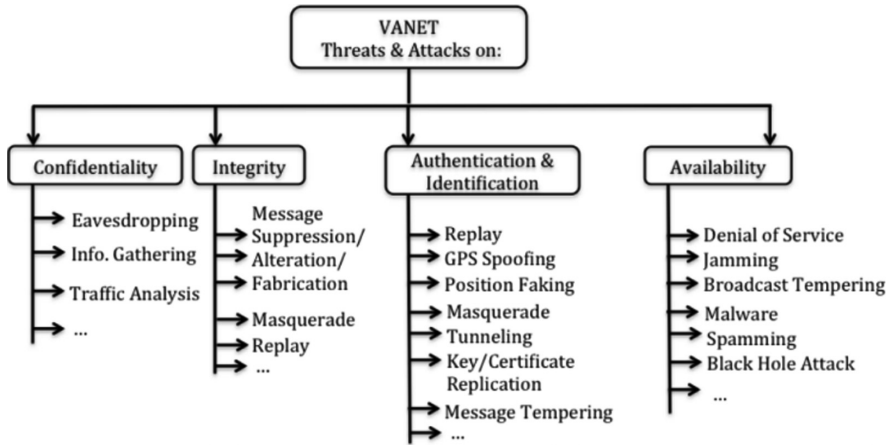 VANET
Threats & Attacks on:
Confidentiality
Eavesdropping
Info. Gathering
Traffic Analysis
...
Integrity
Message
Suppression/
Alteration/
Fabrication
Masquerade
Replay
...
Authentication &
Identification
Replay
GPS Spoofing
Position Faking
Masquerade
Tunneling
Key/Certificate
Replication
Message Tempering
...
Availability
Denial of Service
Jamming
Broadcast Tempering
Malware
Spamming
Black Hole Attack
...